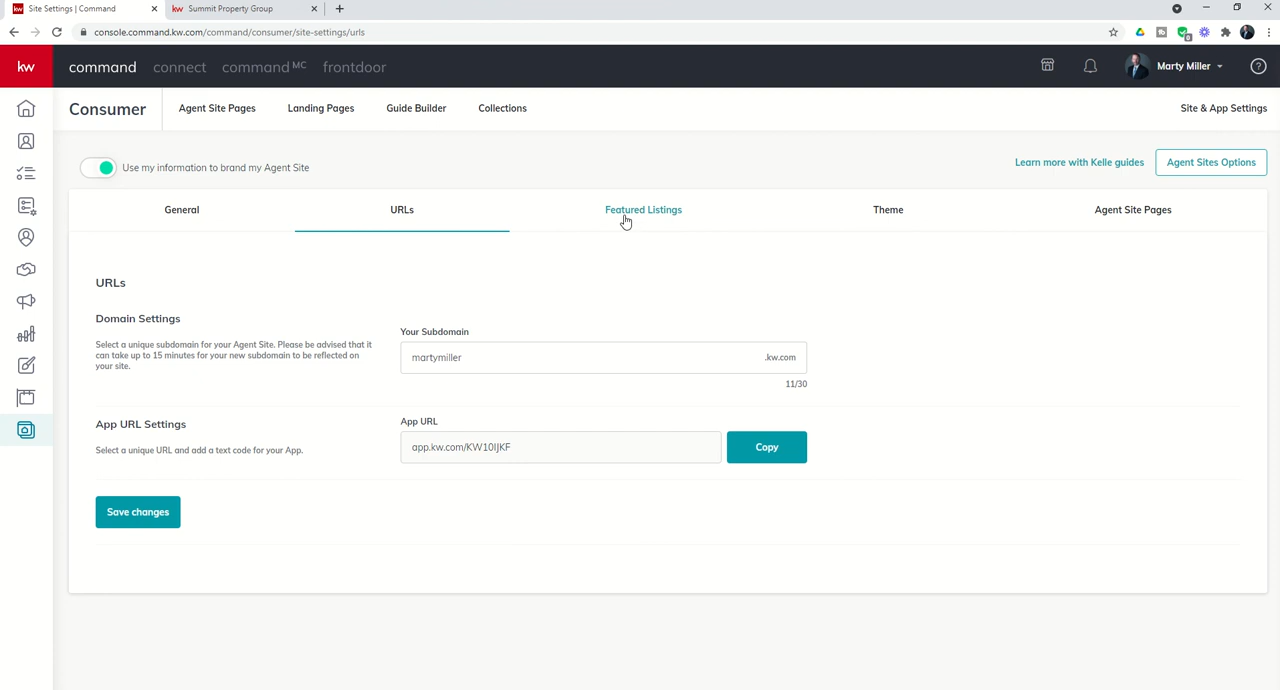 kw Site Settings | Command
kw Summit Property Group
console.command.kw.com/command/consumer/site-settings/urls
kw command connect command MC frontdoor
Marty Miller
Consumer Agent Site Pages Landing Pages Guide Builder Collections Site & App Settings
Use my information to brand my Agent Site
Learn more with Kelle guides Agent Sites Options
General URLs Featured Listings Theme Agent Site Pages
URLs
Domain Settings
Select a unique subdomain for your Agent Site. Please be advised that it
can take up to 15 minutes for your new subdomain to be reflected on
your site.
Your Subdomain
martymiller .kw.com
11/30
App URL Settings
Select a unique URL and add a text code for your App.
App URL
app.kw.com/KW10IJKF Copy
Save changes